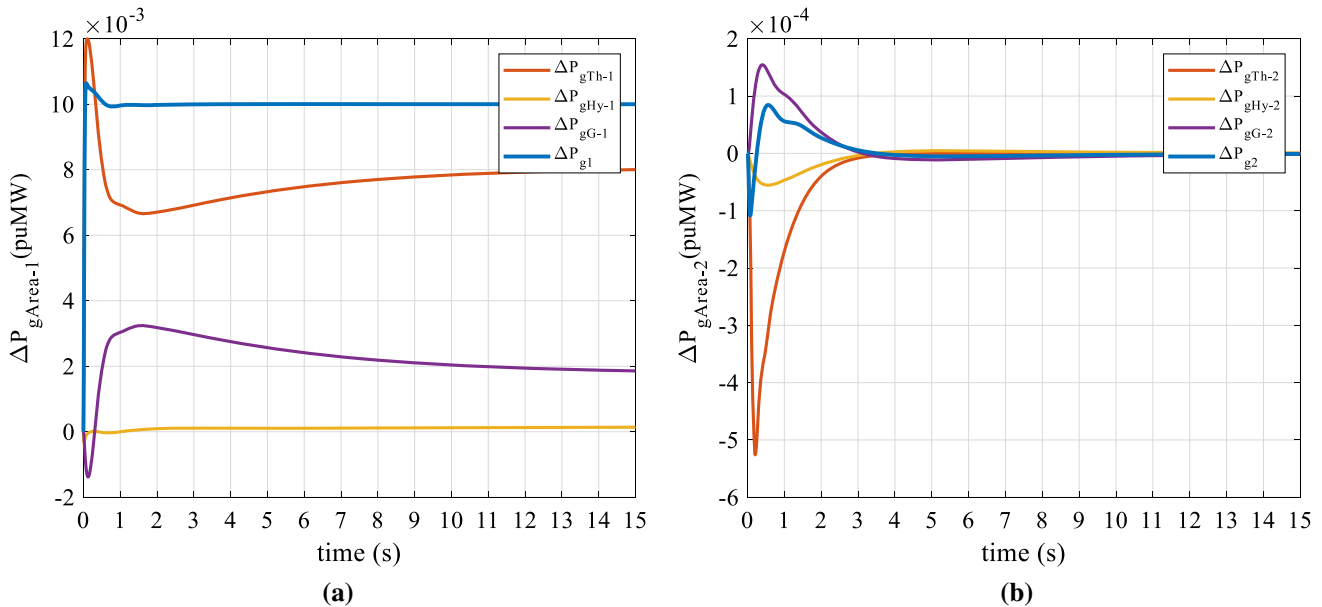 ×10⁻³
12
10
8
6
4
2
0
-2
ΔP_gArea-1(puMW)
ΔP_gTh-1
ΔP_gHy-1
ΔP_gG-1
ΔP_g1
0 1 2 3 4 5 6 7 8 9 10 11 12 13 14 15
time (s)
(a)
×10⁻⁴
2
1
0
-1
-2
-3
-4
-5
-6
ΔP_gArea-2(puMW)
ΔP_gTh-2
ΔP_gHy-2
ΔP_gG-2
ΔP_g2
0 1 2 3 4 5 6 7 8 9 10 11 12 13 14 15
time (s)
(b)